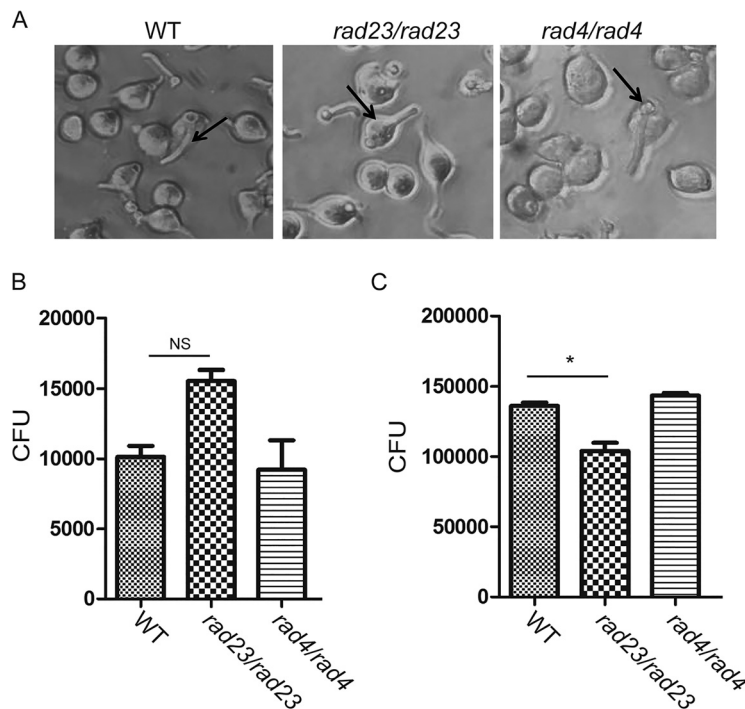 A
WT
rad23/rad23
rad4/rad4
B
20000
15000
10000
5000
0
CFU
NS
WT
rad23/rad23
rad4/rad4
C
200000
150000
100000
50000
0
CFU
*
WT
rad23/rad23
rad4/rad4